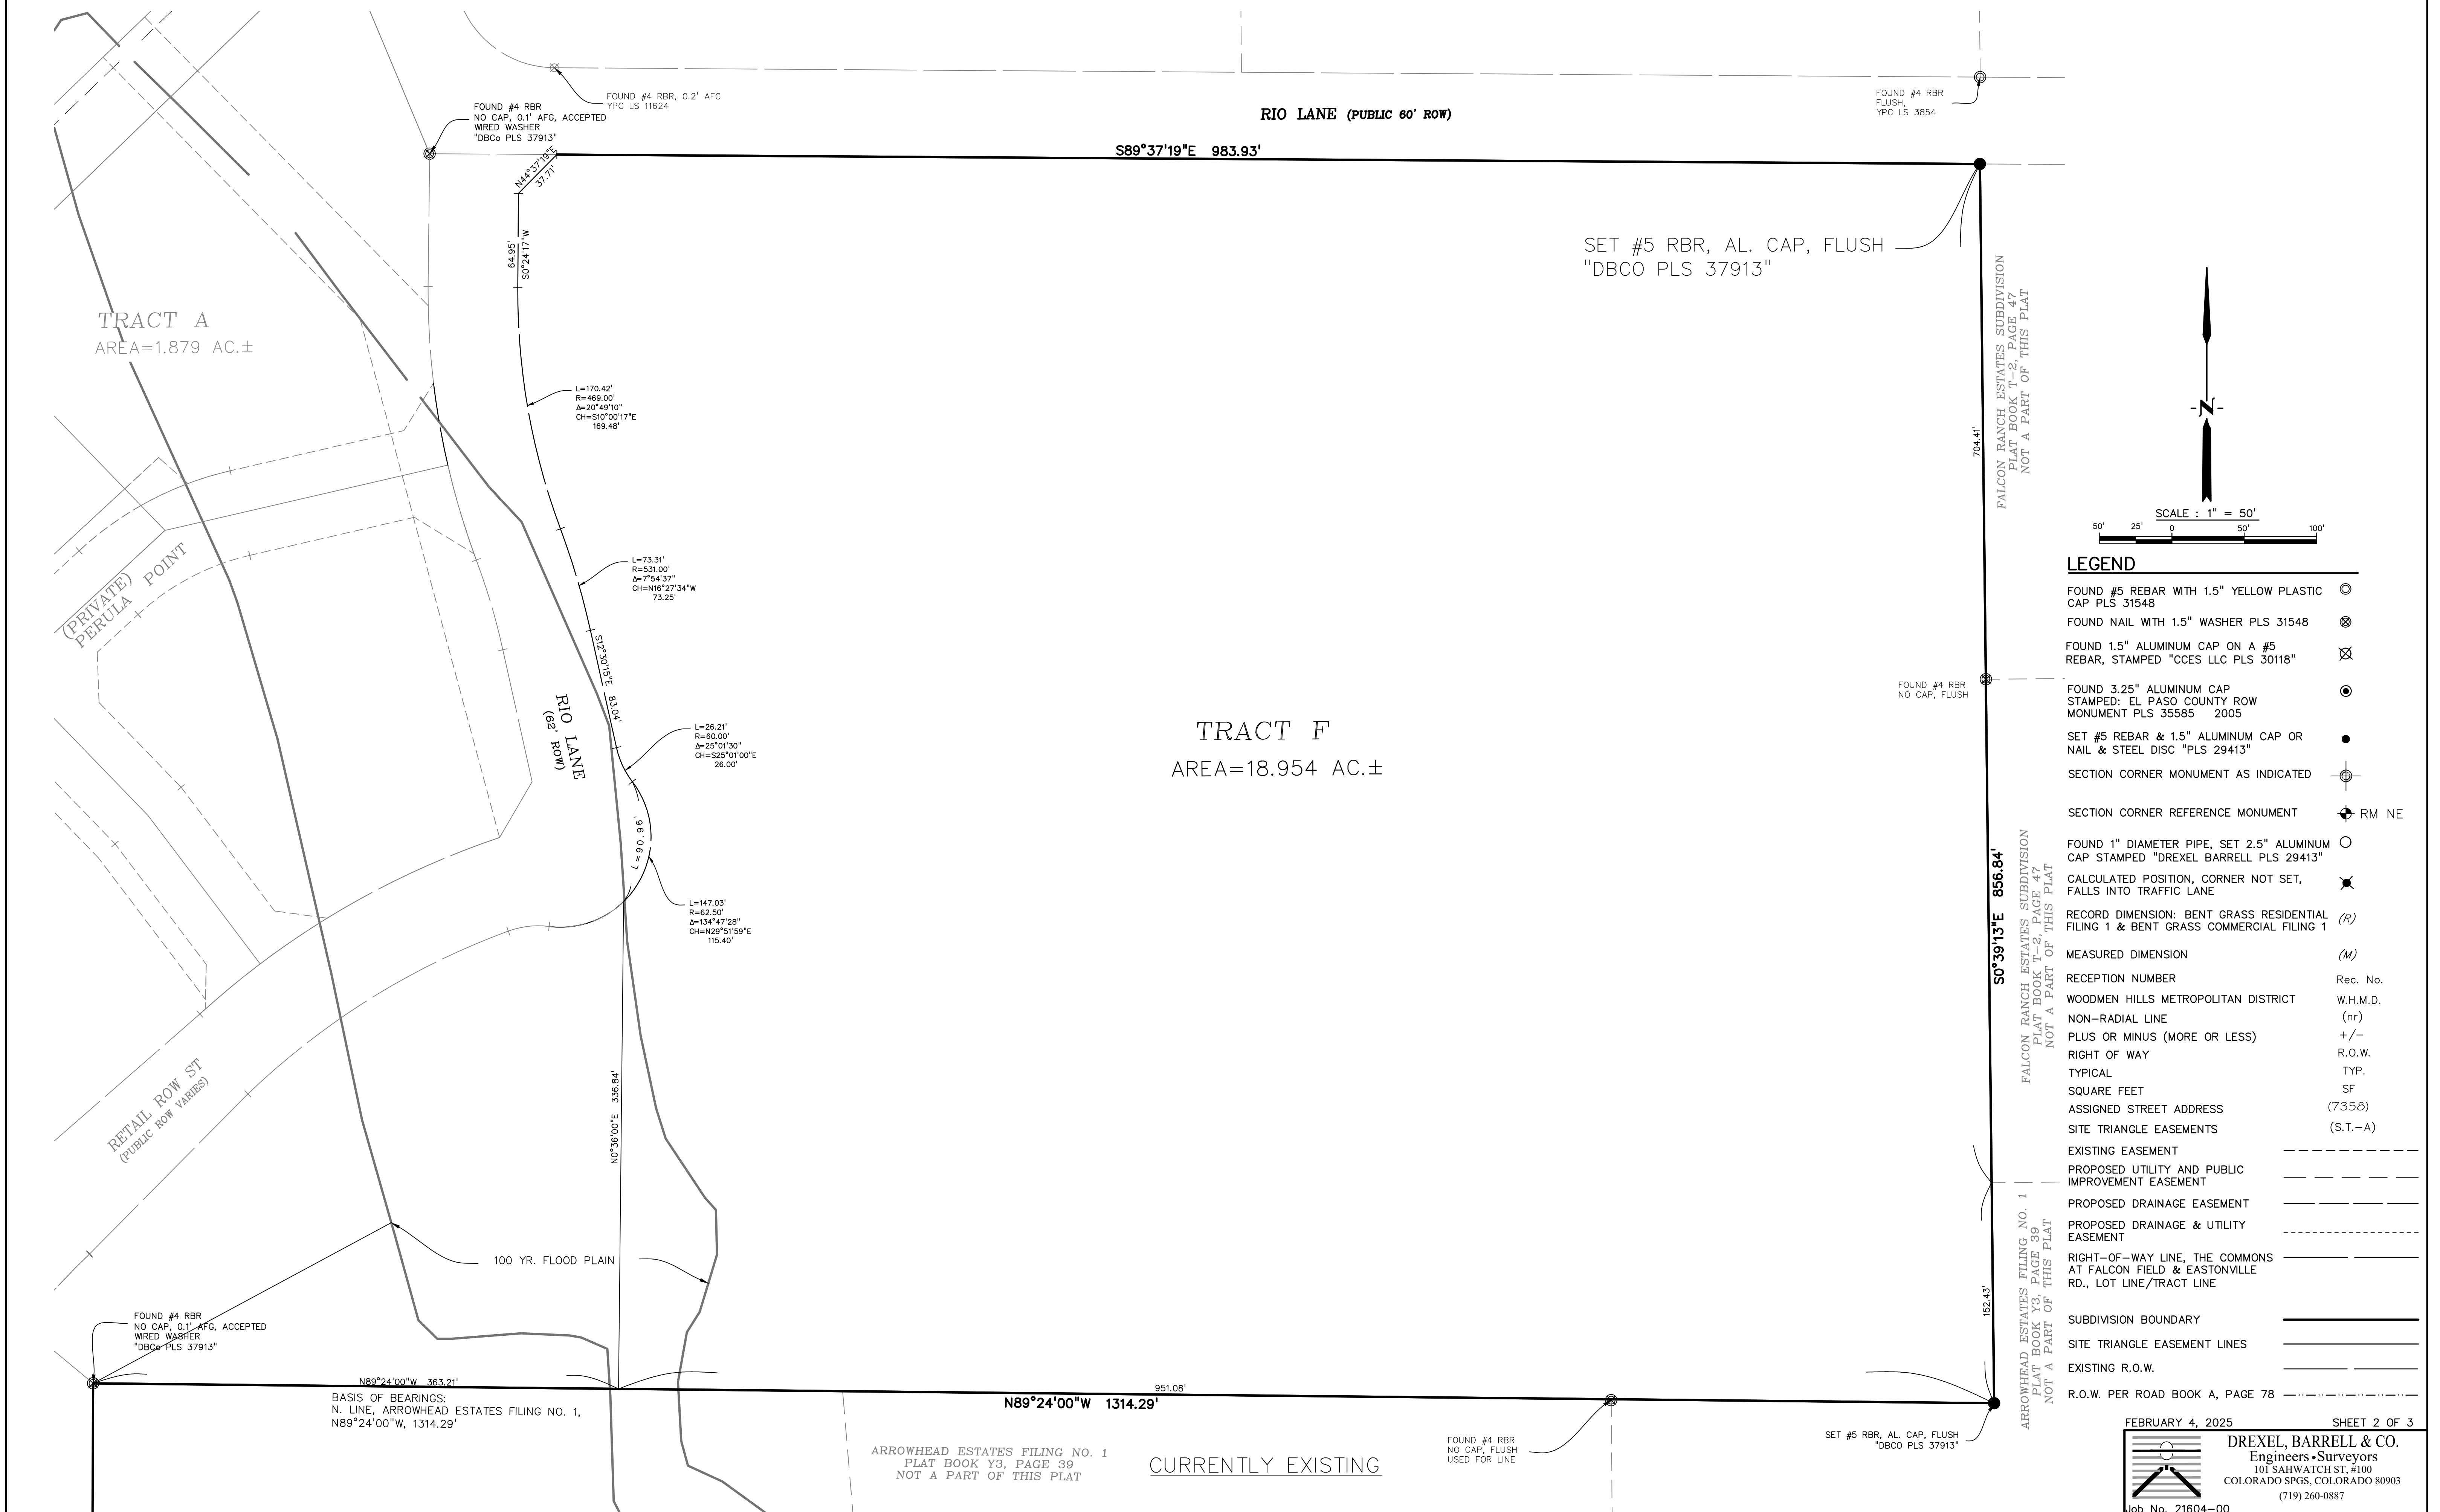 FOUND #4 RBR, 0.2' AFG
YPC LS 11624
FOUND #4 RBR
NO CAP, 0.1' AFG, ACCEPTED
WIRED WASHER
"DBCo PLS 37913"
RIO LANE (PUBLIC 60' ROW)
FOUND #4 RBR
FLUSH,
YPC LS 3854
S89°37'19"E 983.93'
N44°37'19"E
37.71'
64.95'
S0°24'17"W
SET #5 RBR, AL. CAP, FLUSH
"DBCO PLS 37913"
TRACT A
AREA=1.879 AC.±
L=170.42'
R=469.00'
Δ=20°49'10"
CH=S10°00'17"E
169.48'
704.41'
FALCON RANCH ESTATES SUBDIVISION
PLAT BOOK T-2, PAGE 47
NOT A PART OF THIS PLAT
(PRIVATE)
PERULA POINT
L=73.31'
R=531.00'
Δ=7°54'37"
CH=N16°27'34"W
73.25'
S12°30'15"E 83.04'
RIO LANE
(62' ROW)
L=26.21'
R=60.00'
Δ=25°01'30"
CH=S25°01'00"E
26.00'
L=90.96'
L=147.03'
R=62.50'
Δ=134°47'28"
CH=N29°51'59"E
115.40'
TRACT F
AREA=18.954 AC.±
FOUND #4 RBR
NO CAP, FLUSH
S0°39'13"E 856.84'
FALCON RANCH ESTATES SUBDIVISION
PLAT BOOK T-2, PAGE 47
NOT A PART OF THIS PLAT
RETAIL ROW ST
(PUBLIC ROW VARIES)
N0°36'00"E 336.84'
100 YR. FLOOD PLAIN
152.43'
ARROWHEAD ESTATES FILING NO. 1
PLAT BOOK Y3, PAGE 39
NOT A PART OF THIS PLAT
FOUND #4 RBR
NO CAP, 0.1' AFG, ACCEPTED
WIRED WASHER
"DBCo PLS 37913"
N89°24'00"W 363.21'
BASIS OF BEARINGS:
N. LINE, ARROWHEAD ESTATES FILING NO. 1,
N89°24'00"W, 1314.29'
951.08'
N89°24'00"W 1314.29'
ARROWHEAD ESTATES FILING NO. 1
PLAT BOOK Y3, PAGE 39
NOT A PART OF THIS PLAT
CURRENTLY EXISTING
FOUND #4 RBR
NO CAP, FLUSH
USED FOR LINE
SET #5 RBR, AL. CAP, FLUSH
"DBCO PLS 37913"
N
SCALE : 1" = 50'
50' 25' 0 50' 100'
LEGEND
FOUND #5 REBAR WITH 1.5" YELLOW PLASTIC
CAP PLS 31548
FOUND NAIL WITH 1.5" WASHER PLS 31548
FOUND 1.5" ALUMINUM CAP ON A #5
REBAR, STAMPED "CCES LLC PLS 30118"
FOUND 3.25" ALUMINUM CAP
STAMPED: EL PASO COUNTY ROW
MONUMENT PLS 35585 2005
SET #5 REBAR & 1.5" ALUMINUM CAP OR
NAIL & STEEL DISC "PLS 29413"
SECTION CORNER MONUMENT AS INDICATED
SECTION CORNER REFERENCE MONUMENT RM NE
FOUND 1" DIAMETER PIPE, SET 2.5" ALUMINUM
CAP STAMPED "DREXEL BARRELL PLS 29413"
CALCULATED POSITION, CORNER NOT SET,
FALLS INTO TRAFFIC LANE
RECORD DIMENSION: BENT GRASS RESIDENTIAL (R)
FILING 1 & BENT GRASS COMMERCIAL FILING 1
MEASURED DIMENSION (M)
RECEPTION NUMBER Rec. No.
WOODMEN HILLS METROPOLITAN DISTRICT W.H.M.D.
NON-RADIAL LINE (nr)
PLUS OR MINUS (MORE OR LESS) +/-
RIGHT OF WAY R.O.W.
TYPICAL TYP.
SQUARE FEET SF
ASSIGNED STREET ADDRESS (7358)
SITE TRIANGLE EASEMENTS (S.T.-A)
EXISTING EASEMENT
PROPOSED UTILITY AND PUBLIC
IMPROVEMENT EASEMENT
PROPOSED DRAINAGE EASEMENT
PROPOSED DRAINAGE & UTILITY
EASEMENT
RIGHT-OF-WAY LINE, THE COMMONS
AT FALCON FIELD & EASTONVILLE
RD., LOT LINE/TRACT LINE
SUBDIVISION BOUNDARY
SITE TRIANGLE EASEMENT LINES
EXISTING R.O.W.
R.O.W. PER ROAD BOOK A, PAGE 78
FEBRUARY 4, 2025 SHEET 2 OF 3
DREXEL, BARRELL & CO.
Engineers•Surveyors
101 SAHWATCH ST, #100
COLORADO SPGS, COLORADO 80903
(719) 260-0887
Job No. 21604-00